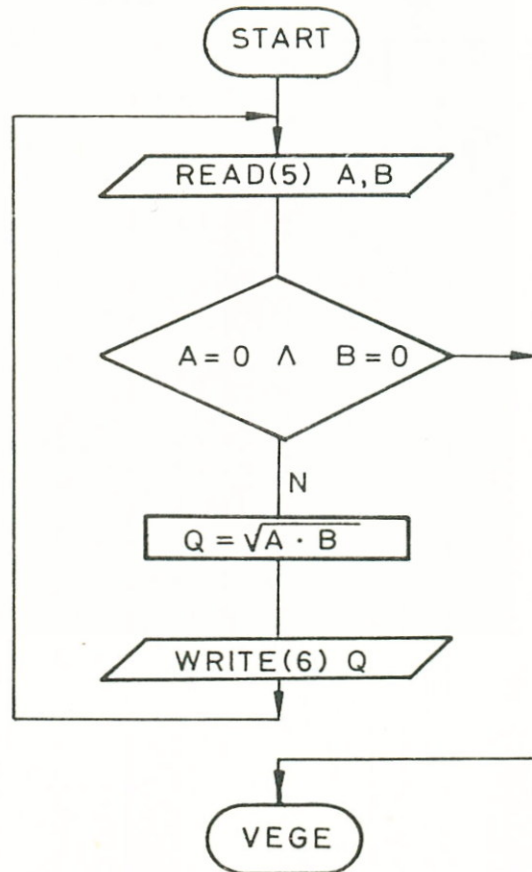 START
READ(5) A,B
A = 0 ∧ B = 0
N
Q = √A · B
WRITE(6) Q
VEGE